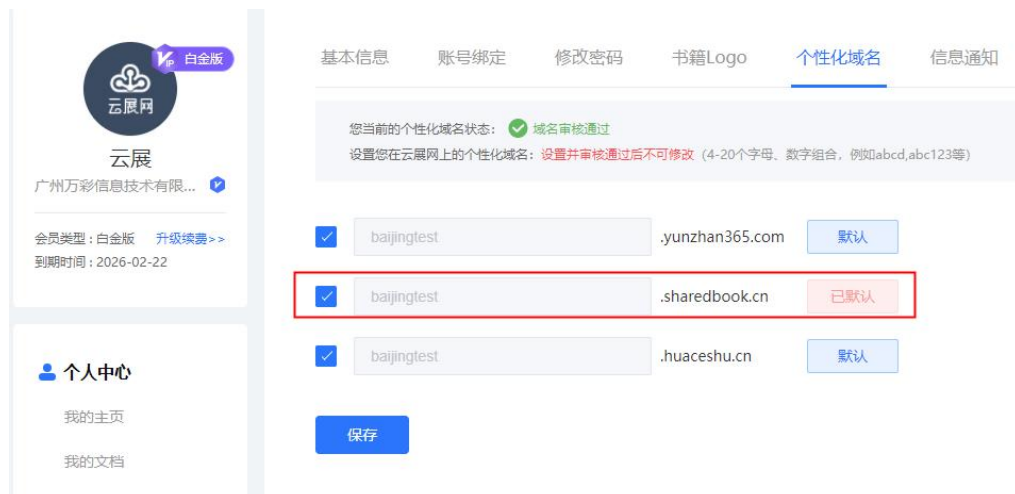 VIP 白金版
云展网
云展
广州万彩信息技术有限...
会员类型：白金版 升级续费>>
到期时间：2026-02-22
个人中心
我的主页
我的文档
基本信息 账号绑定 修改密码 书籍Logo 个性化域名 信息通知
您当前的个性化域名状态： 域名审核通过
设置您在云展网上的个性化域名：设置并审核通过后不可修改（4-20个字母、数字组合，例如abcd,abc123等）
baijingtest .yunzhan365.com 默认
baijingtest .sharedbook.cn 已默认
baijingtest .huaceshu.cn 默认
保存